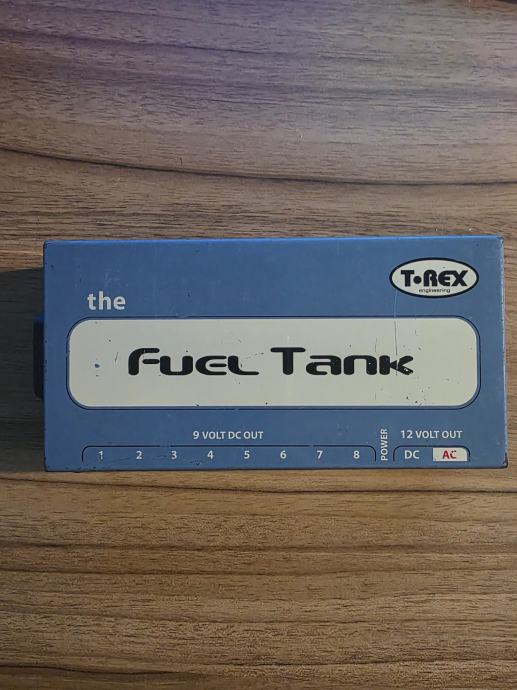 T•REX
engineering
the
Fuel Tank
9 VOLT DC OUT
1 2 3 4 5 6 7 8
POWER
12 VOLT OUT
DC AC